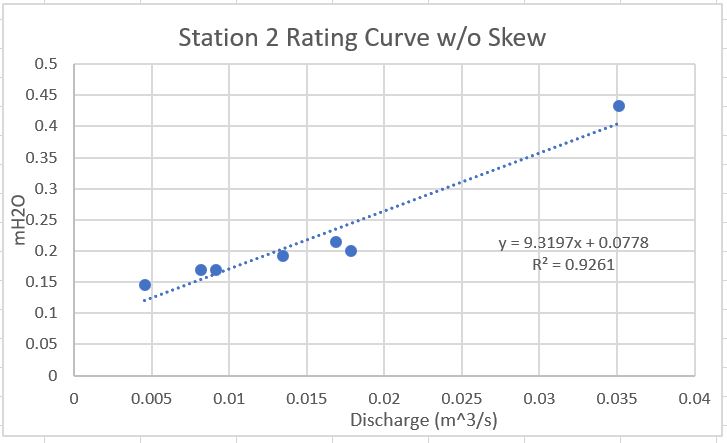 Station 2 Rating Curve w/o Skew
0.5
0.45
0.4
0.35
0.3
0.25
0.2
0.15
0.1
0.05
0
mH2O
y = 9.3197x + 0.0778
R² = 0.9261
0 0.005 0.01 0.015 0.02 0.025 0.03 0.035 0.04
Discharge (m^3/s)